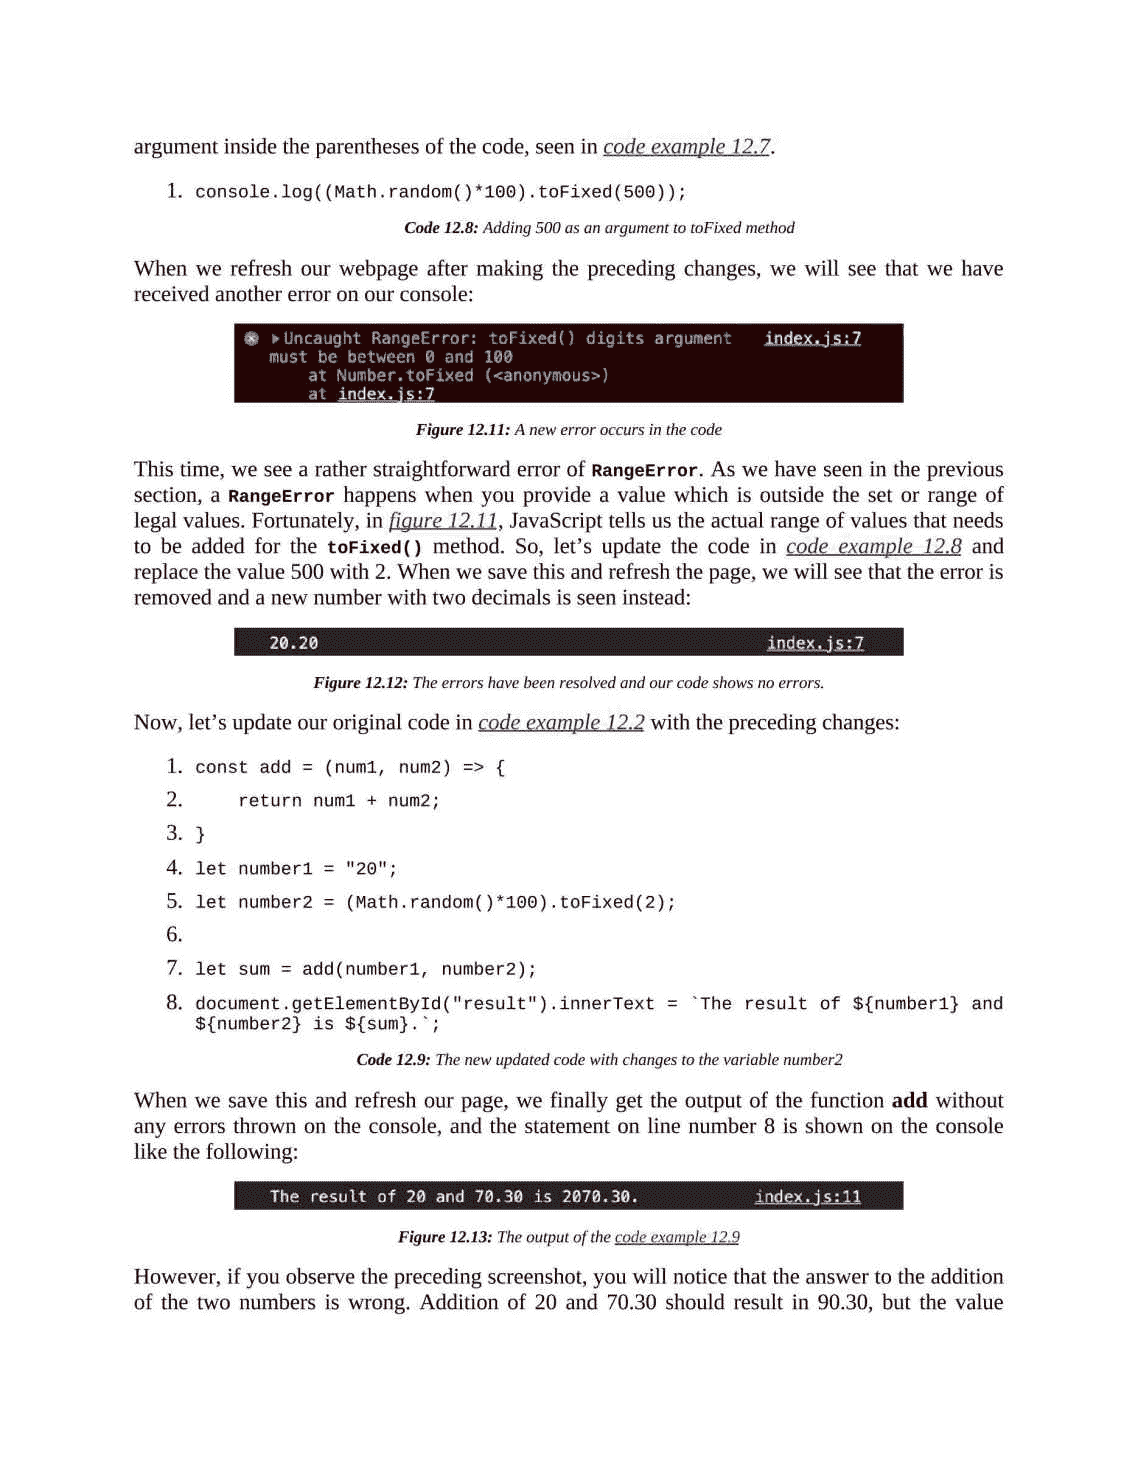 argument inside the parentheses of the code, seen in code example 12.7.
1. console.log((Math.random()*100).toFixed(500));
Code 12.8: Adding 500 as an argument to toFixed method
When we refresh our webpage after making the preceding changes, we will see that we have
received another error on our console:
Uncaught RangeError: toFixed() digits argument index.js:7
must be between 0 and 100
at Number.toFixed (<anonymous>)
at index.js:7
Figure 12.11: A new error occurs in the code
This time, we see a rather straightforward error of RangeError. As we have seen in the previous
section, a RangeError happens when you provide a value which is outside the set or range of
legal values. Fortunately, in figure 12.11, JavaScript tells us the actual range of values that needs
to be added for the toFixed() method. So, let’s update the code in code example 12.8 and
replace the value 500 with 2. When we save this and refresh the page, we will see that the error is
removed and a new number with two decimals is seen instead:
20.20 index.js:7
Figure 12.12: The errors have been resolved and our code shows no errors.
Now, let’s update our original code in code example 12.2 with the preceding changes:
1. const add = (num1, num2) => {
2. return num1 + num2;
3. }
4. let number1 = "20";
5. let number2 = (Math.random()*100).toFixed(2);
6.
7. let sum = add(number1, number2);
8. document.getElementById("result").innerText = `The result of ${number1} and
${number2} is ${sum}.`;
Code 12.9: The new updated code with changes to the variable number2
When we save this and refresh our page, we finally get the output of the function add without
any errors thrown on the console, and the statement on line number 8 is shown on the console
like the following:
The result of 20 and 70.30 is 2070.30. index.js:11
Figure 12.13: The output of the code example 12.9
However, if you observe the preceding screenshot, you will notice that the answer to the addition
of the two numbers is wrong. Addition of 20 and 70.30 should result in 90.30, but the value